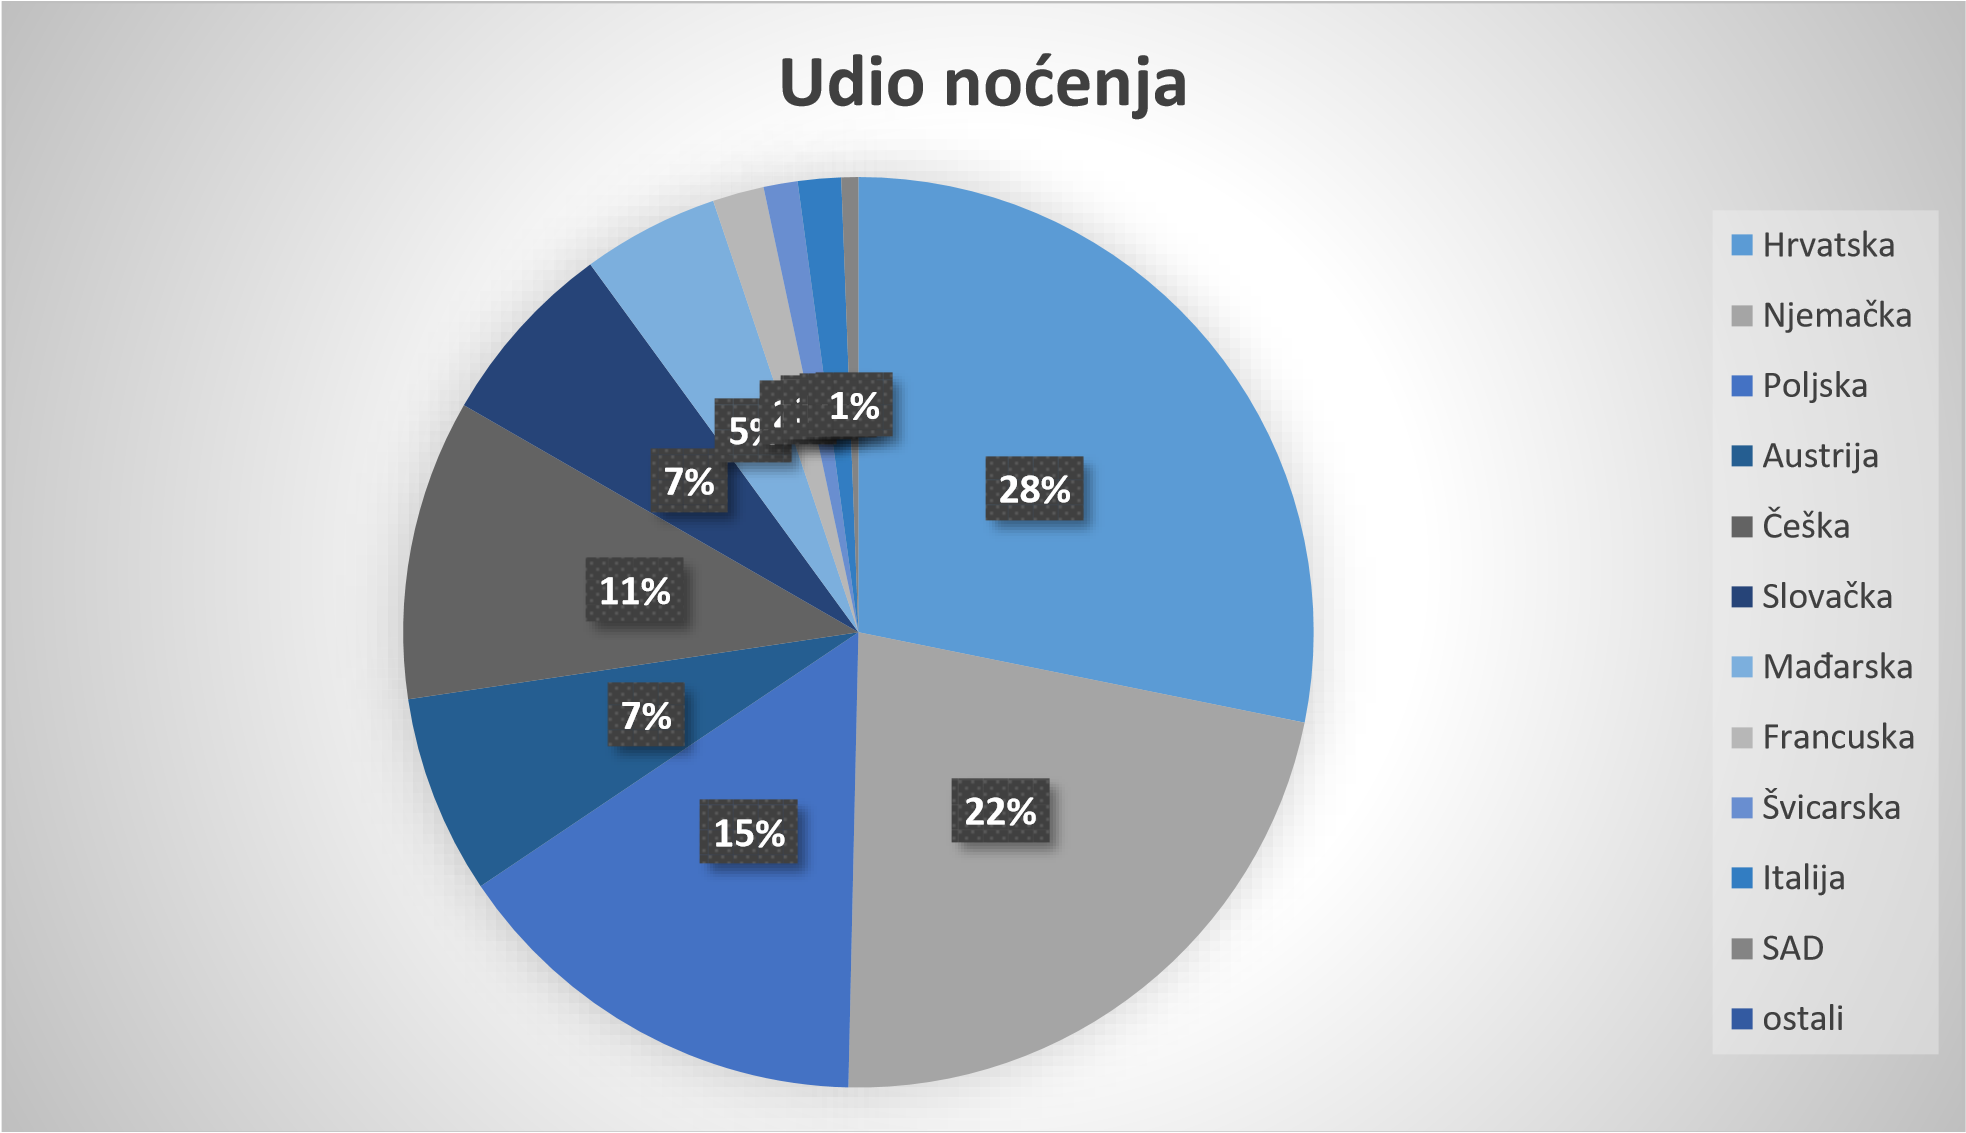 Udio noćenja
28%
22%
15%
7%
11%
7%
1%
Hrvatska
Njemačka
Poljska
Austrija
Češka
Slovačka
Mađarska
Francuska
Švicarska
Italija
SAD
ostali